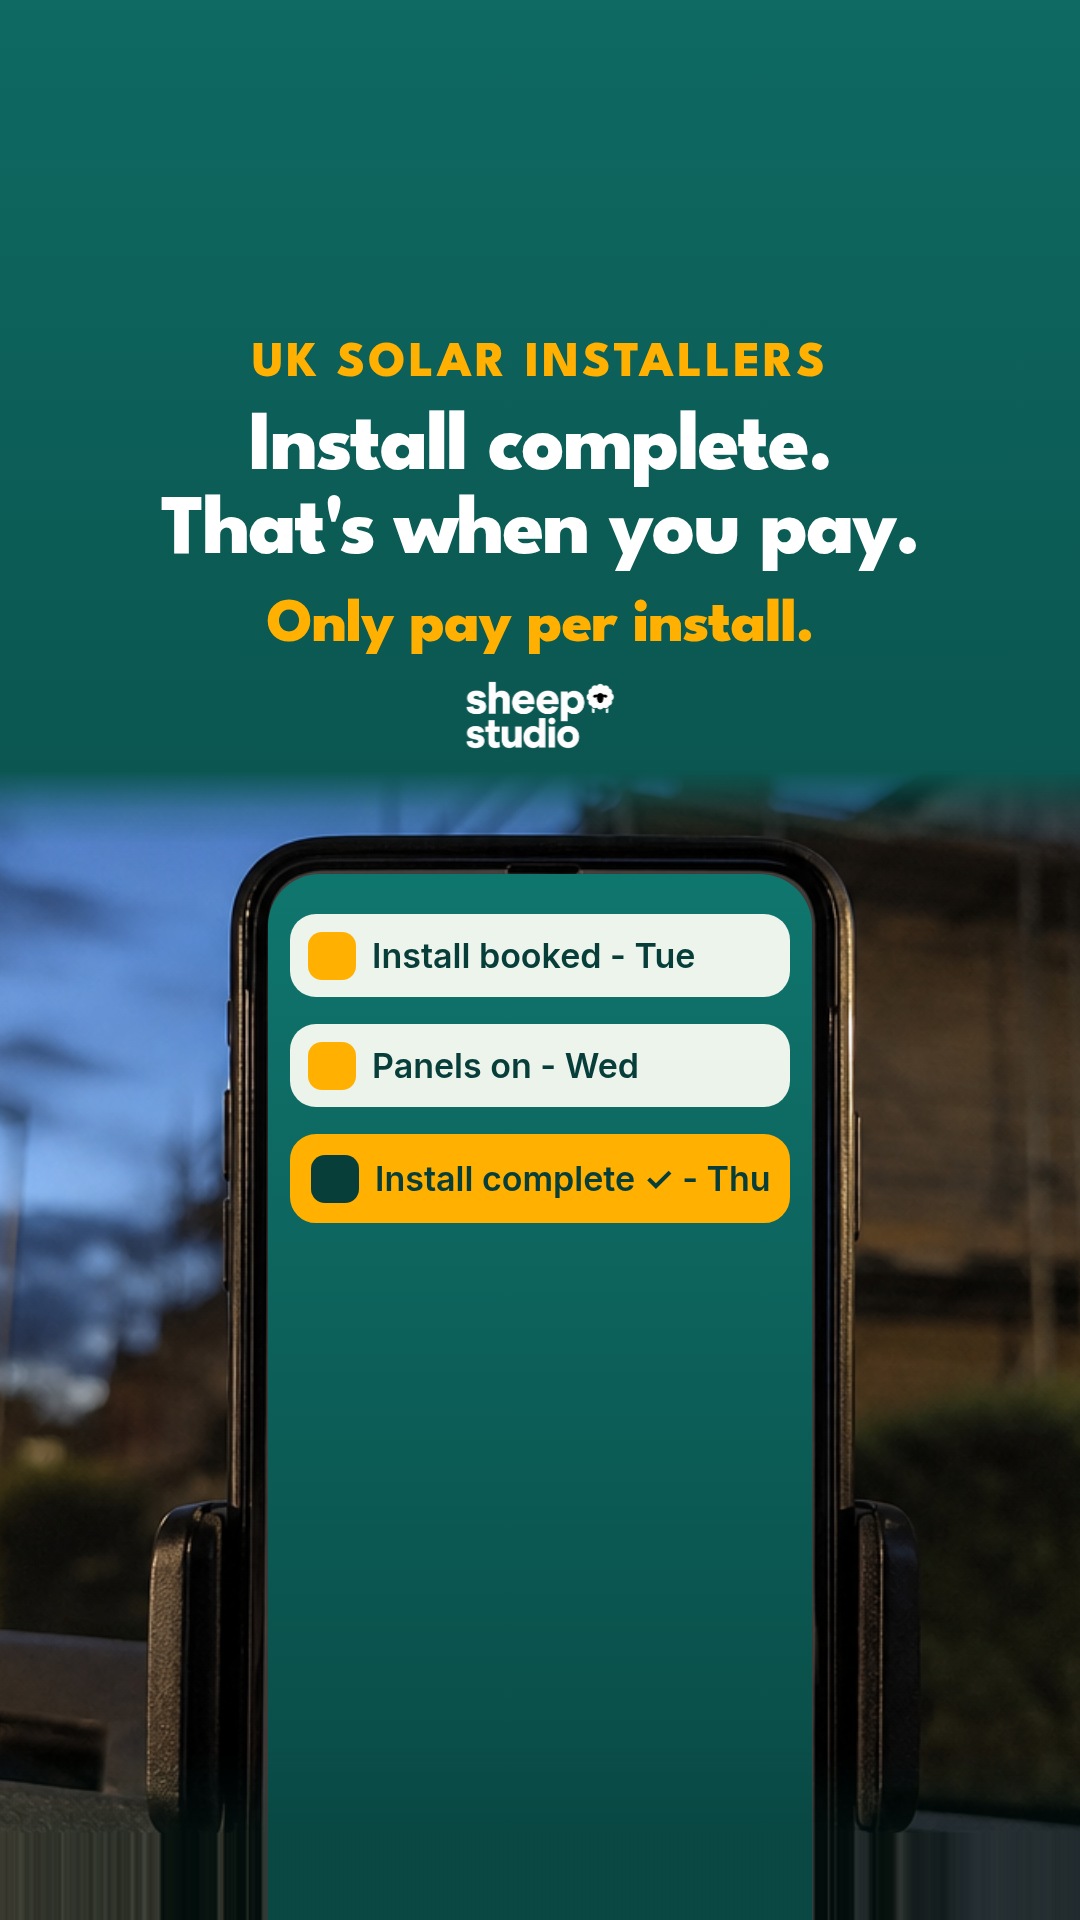 UK SOLAR INSTALLERS
Install complete.
That's when you pay.
Only pay per install.
sheep
studio
Install booked - Tue
Panels on - Wed
Install complete ✓ - Thu